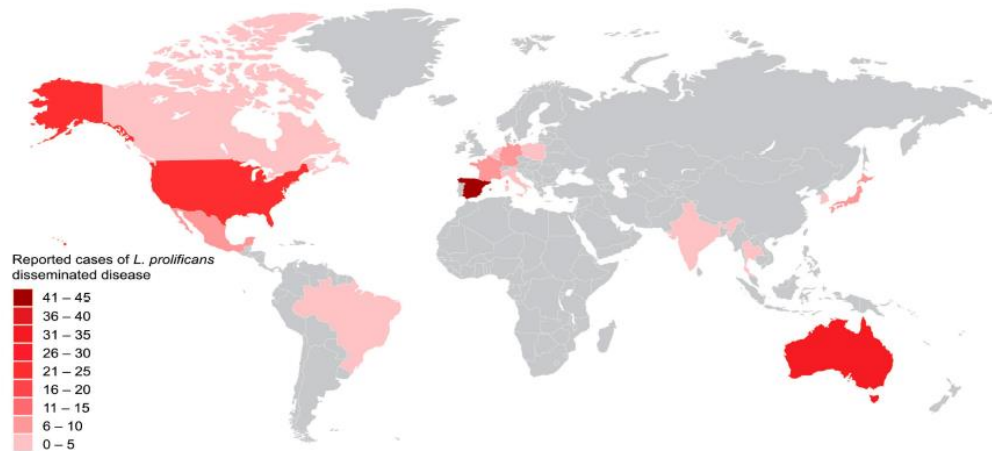 Reported cases of L. prolificans
disseminated disease
41 – 45
36 – 40
31 – 35
26 – 30
21 – 25
16 – 20
11 – 15
6 – 10
0 – 5